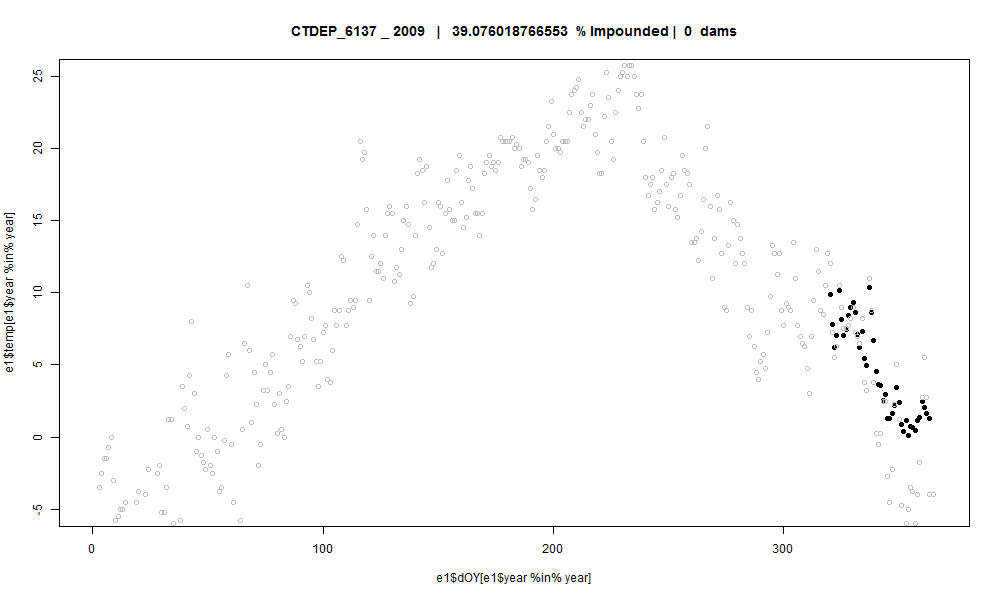 CTDEP_6137 _ 2009 | 39.076018766553 % Impounded | 0 dams
e1$temp[e1$year %in% year]
25
20
15
10
5
0
-5
0 100 200 300
e1$dOY[e1$year %in% year]